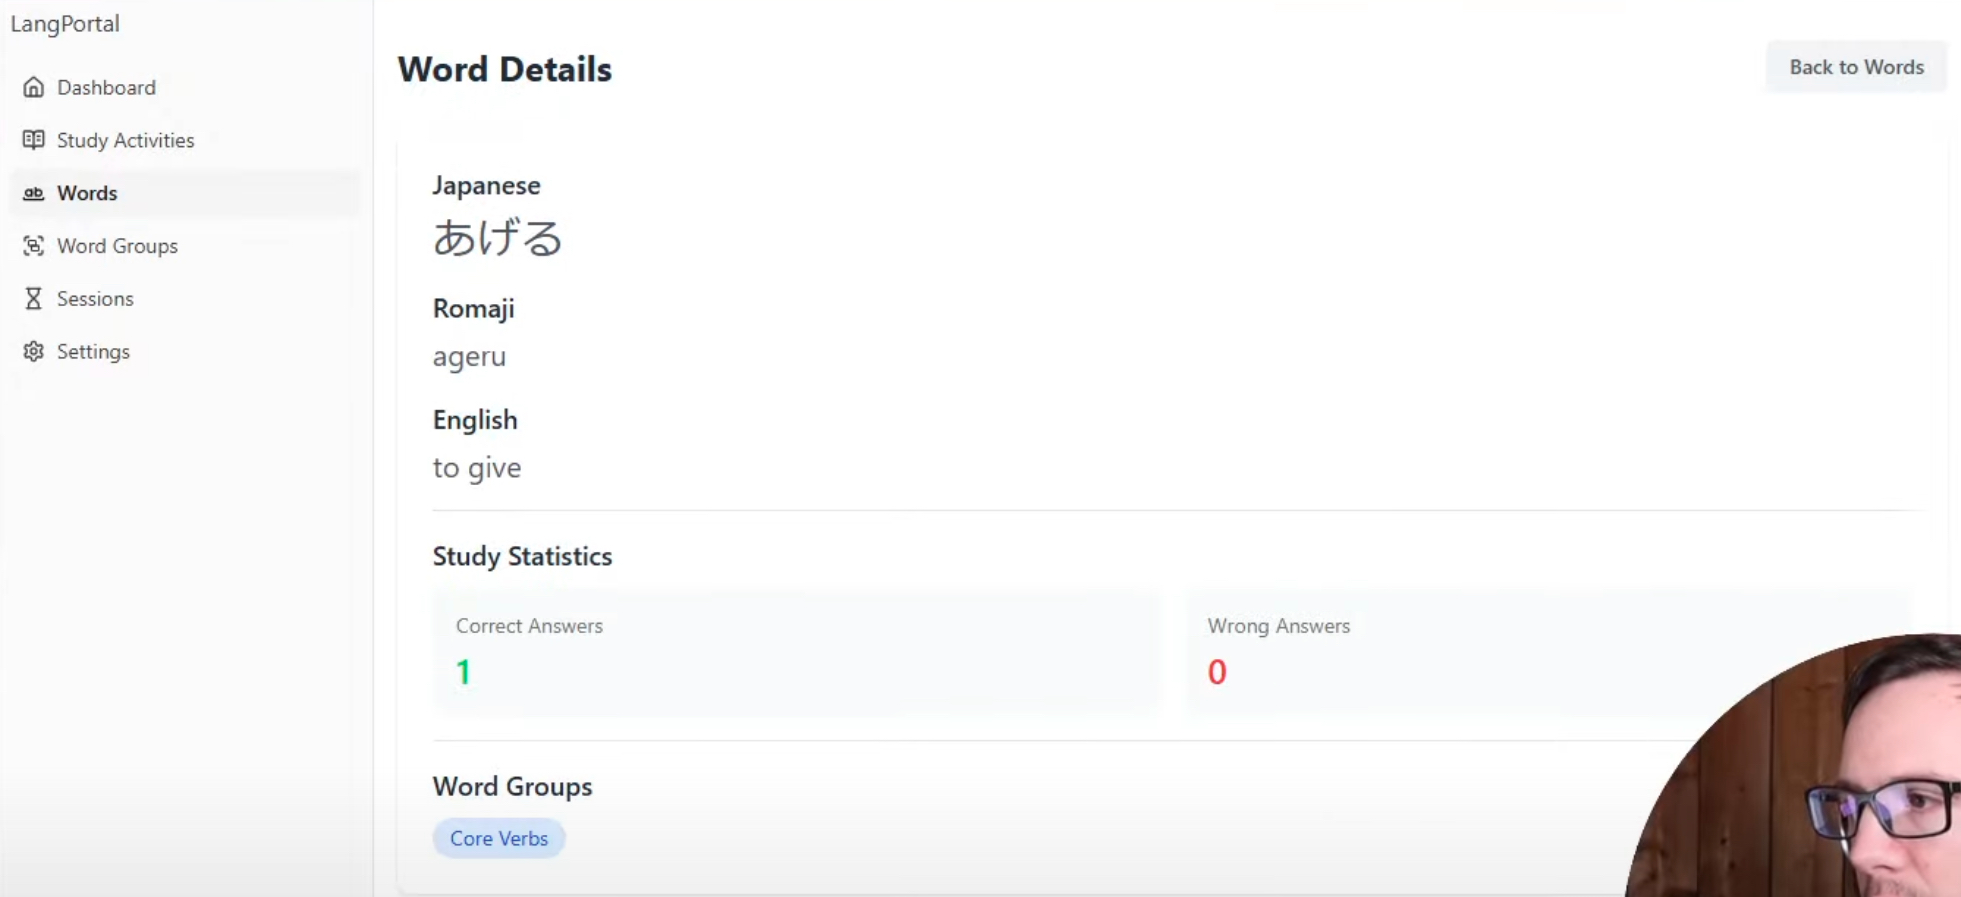 LangPortal
Dashboard
Study Activities
Words
Word Groups
Sessions
Settings
Word Details
Back to Words
Japanese
あげる
Romaji
ageru
English
to give
Study Statistics
Correct Answers
1
Wrong Answers
0
Word Groups
Core Verbs